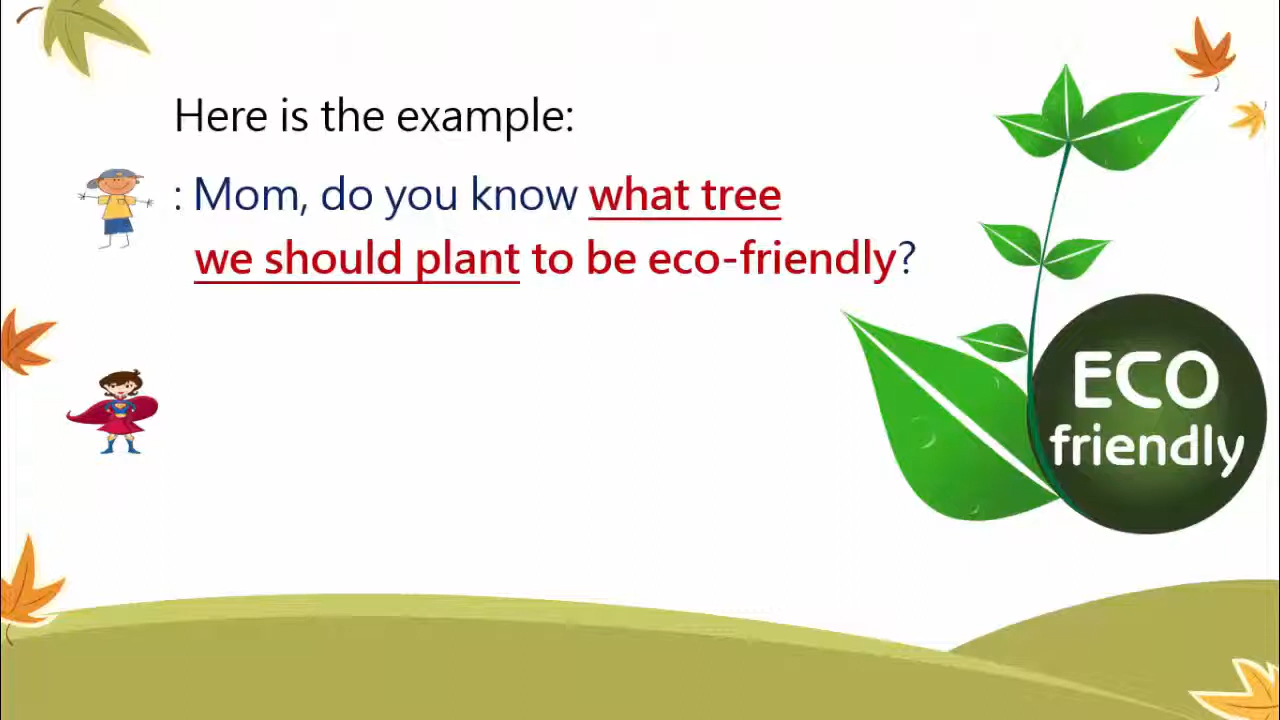 Here is the example:
: Mom, do you know what tree
we should plant to be eco-friendly?
ECO
friendly